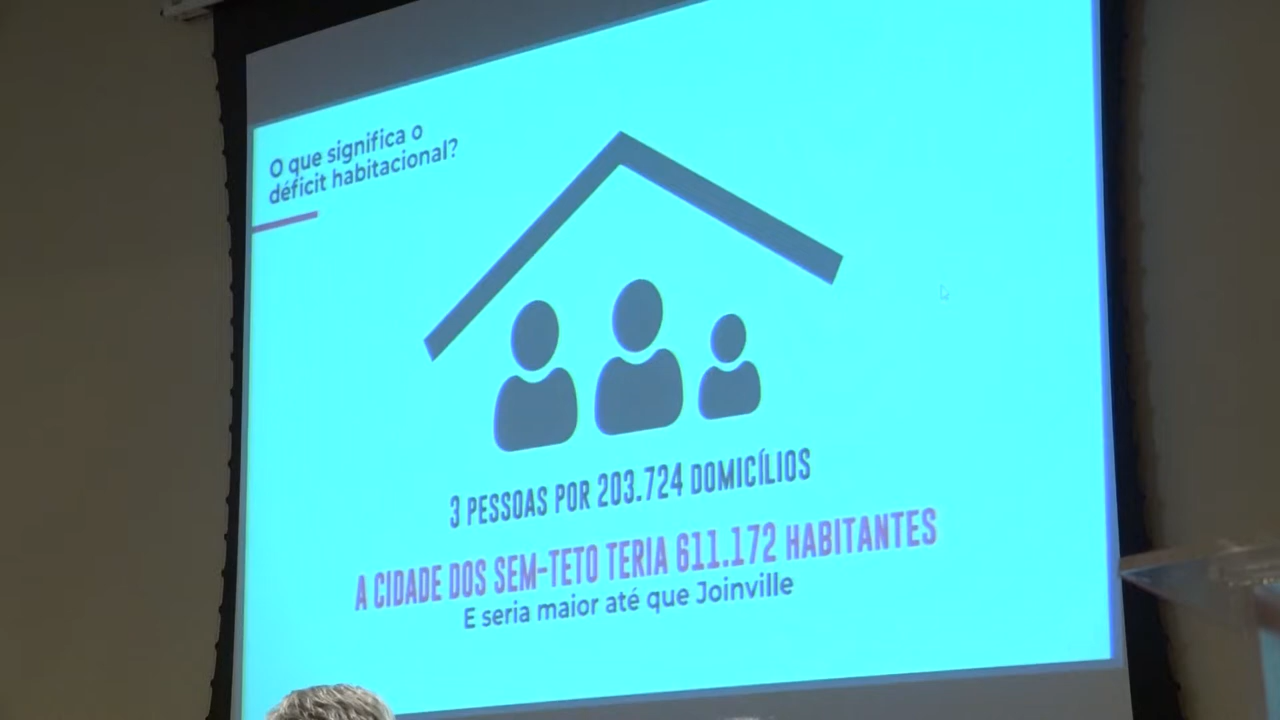 O que significa o
déficit habitacional?
3 PESSOAS POR 203.724 DOMICÍLIOS
A CIDADE DOS SEM-TETO TERIA 611.172 HABITANTES
E seria maior até que Joinville